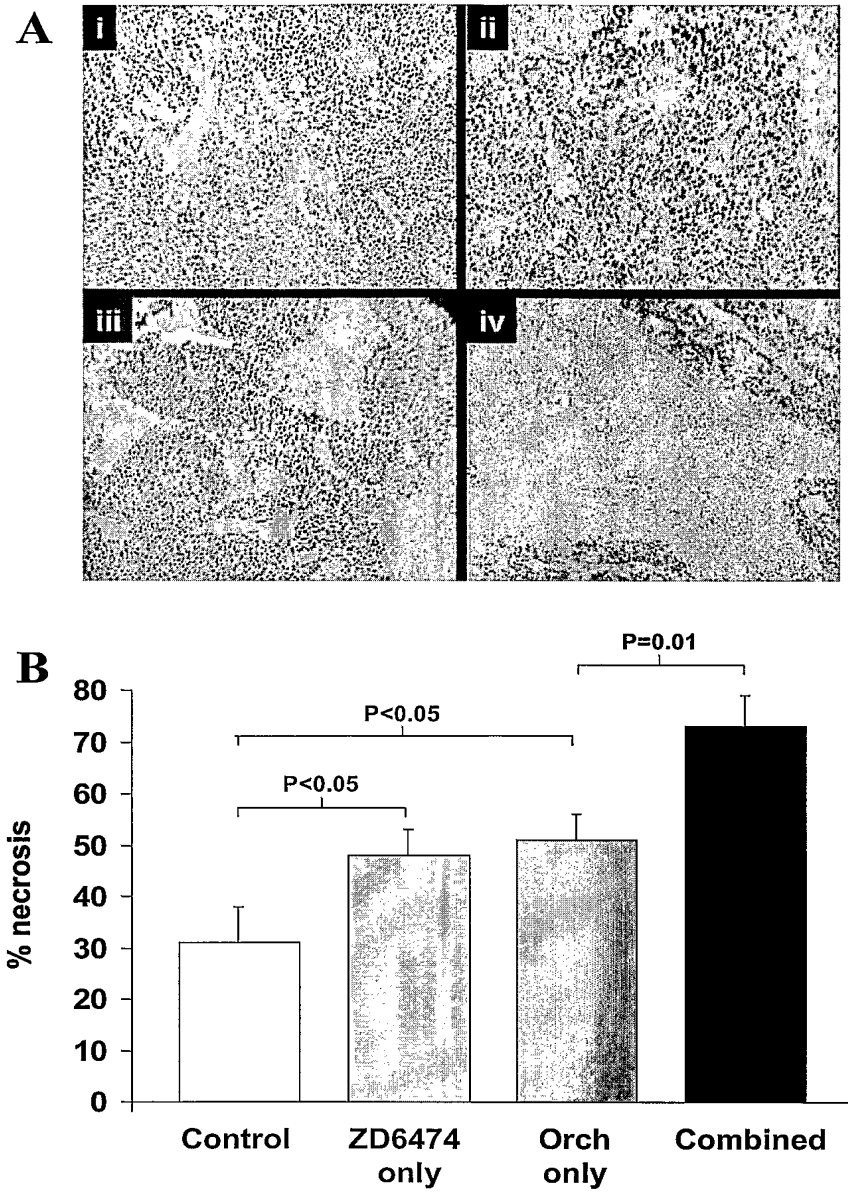 A
i
ii
iii
iv
B
P=0.01
P<0.05
P<0.05
% necrosis
80
70
60
50
40
30
20
10
0
Control
ZD6474 only
Orch only
Combined